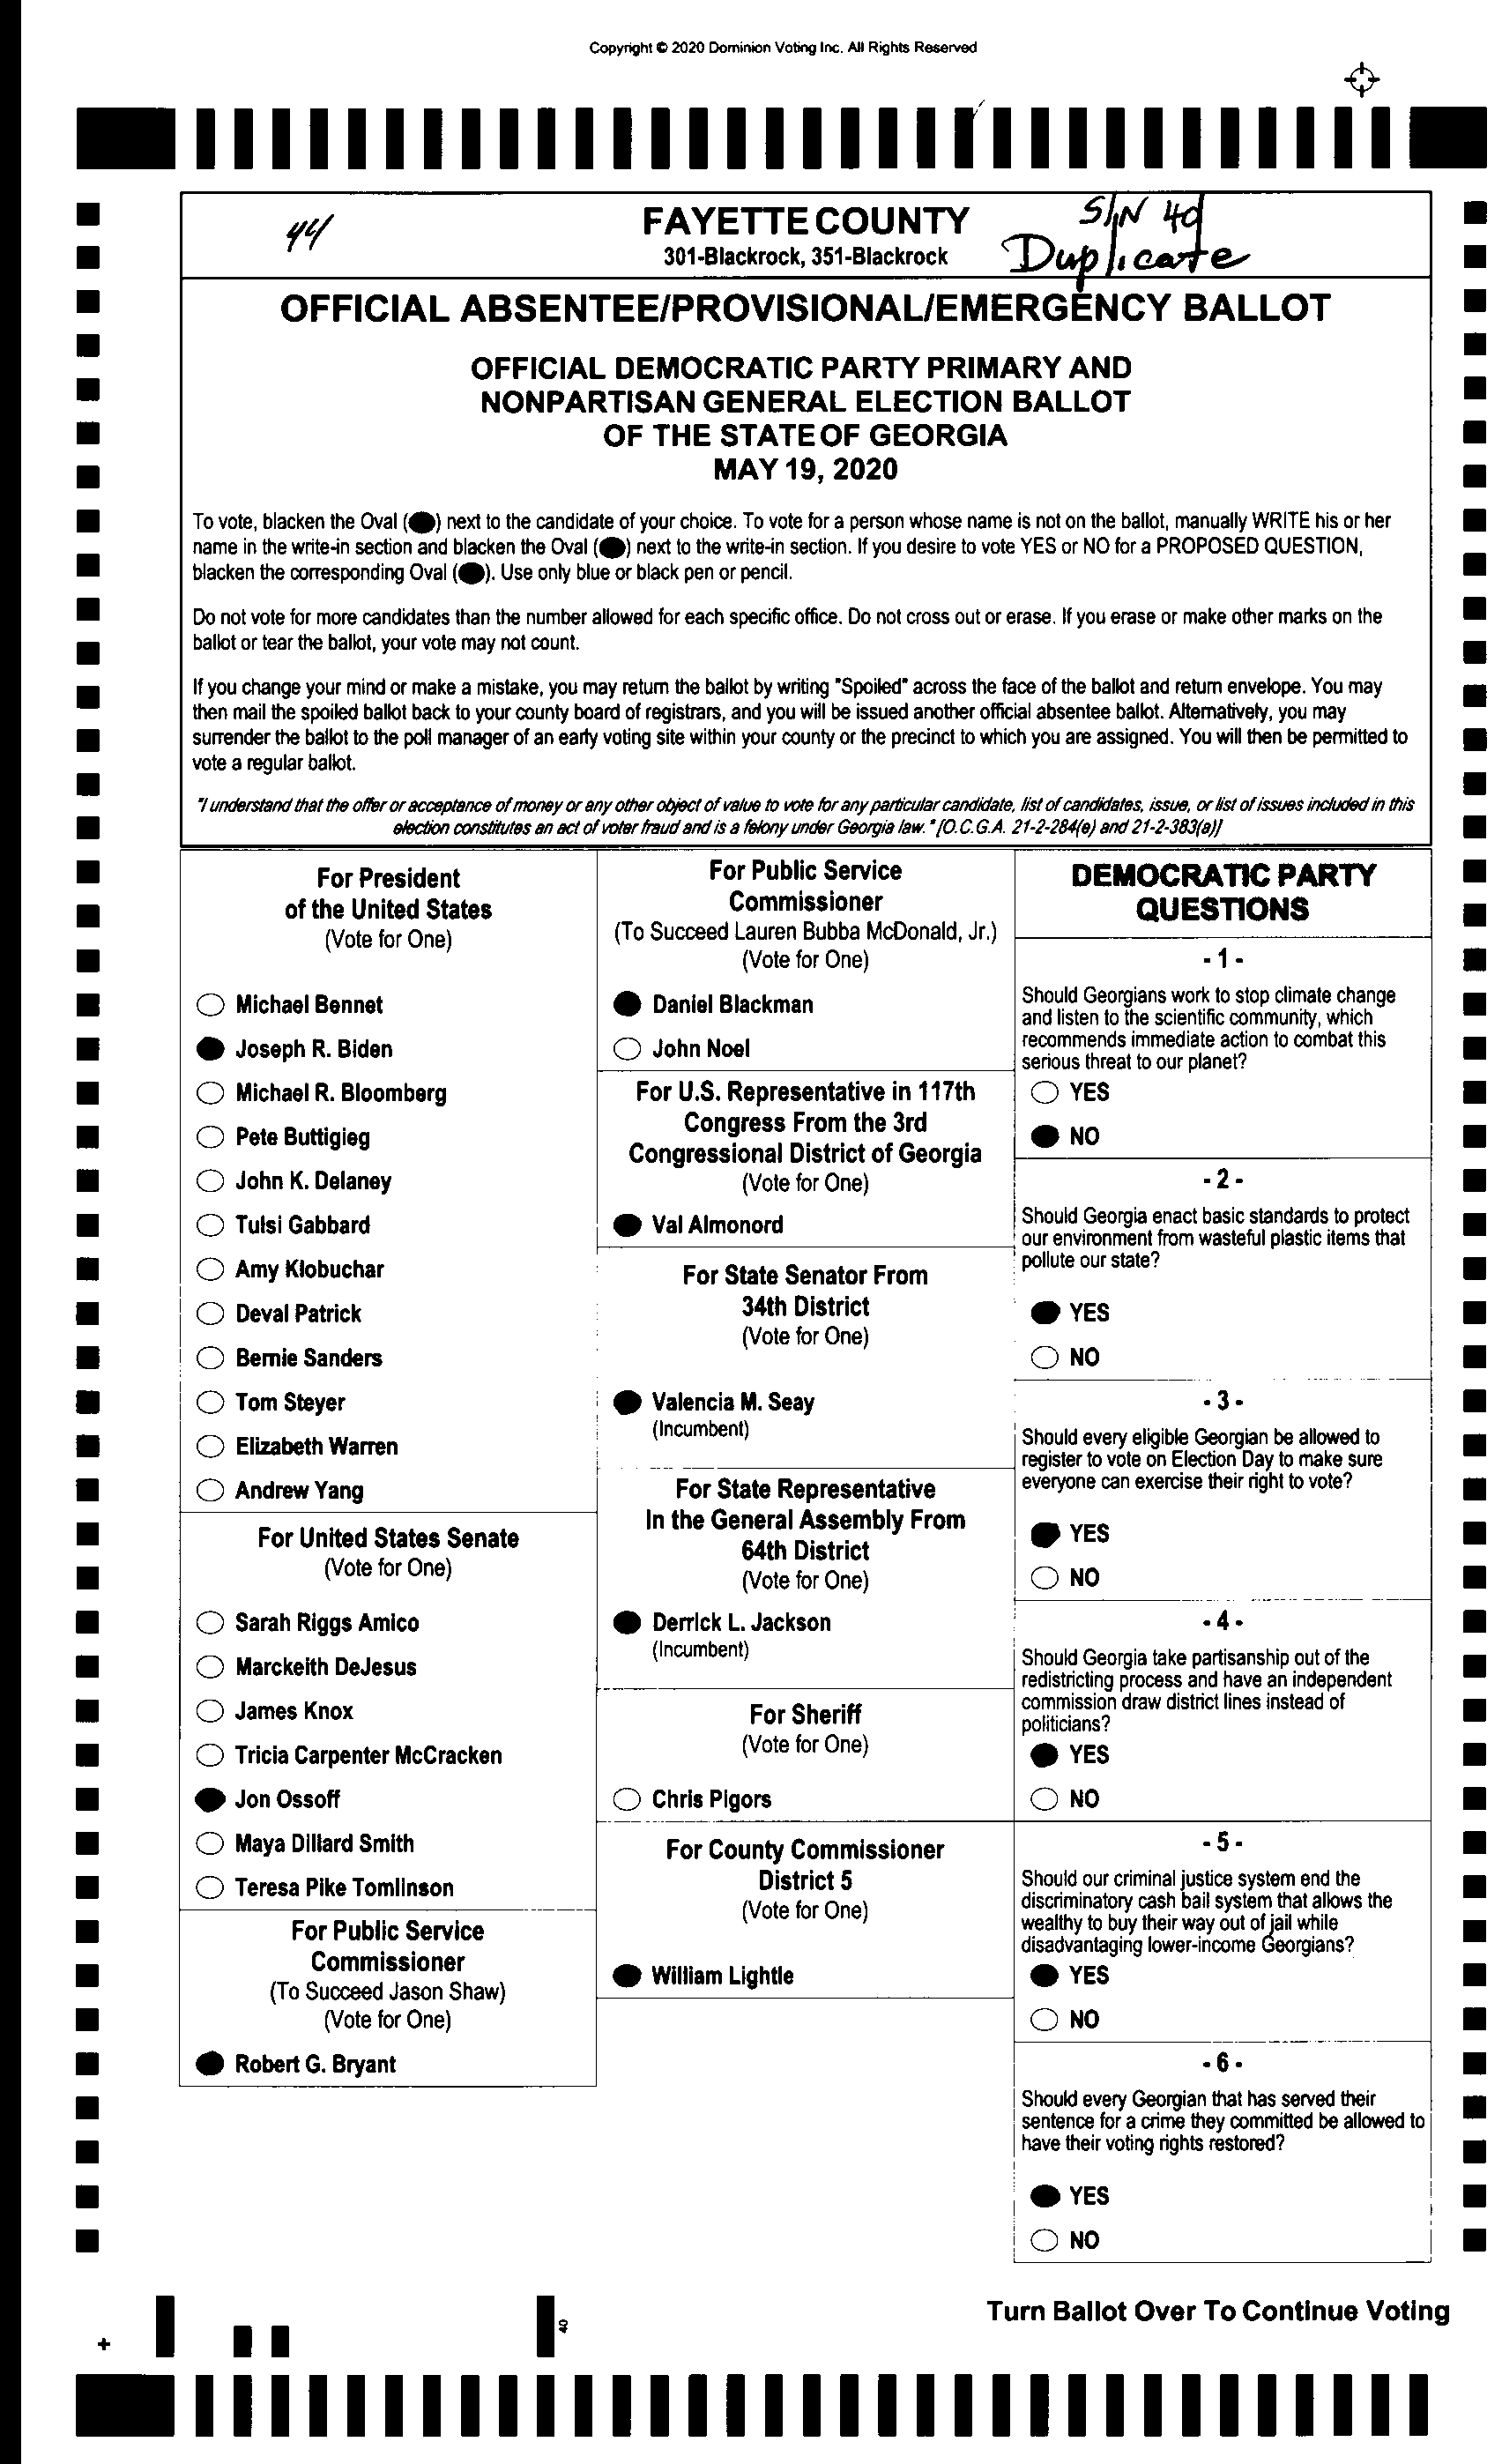 Copyright © 2020 Dominion Voting Inc. All Rights Reserved
44
FAYETTE COUNTY
301-Blackrock, 351-Blackrock
S/N 40
Duplicate
OFFICIAL ABSENTEE/PROVISIONAL/EMERGENCY BALLOT
OFFICIAL DEMOCRATIC PARTY PRIMARY AND
NONPARTISAN GENERAL ELECTION BALLOT
OF THE STATE OF GEORGIA
MAY 19, 2020
To vote, blacken the Oval ( ) next to the candidate of your choice. To vote for a person whose name is not on the ballot, manually WRITE his or her
name in the write-in section and blacken the Oval ( ) next to the write-in section. If you desire to vote YES or NO for a PROPOSED QUESTION,
blacken the corresponding Oval ( ). Use only blue or black pen or pencil.
Do not vote for more candidates than the number allowed for each specific office. Do not cross out or erase. If you erase or make other marks on the
ballot or tear the ballot, your vote may not count.
If you change your mind or make a mistake, you may return the ballot by writing "Spoiled" across the face of the ballot and return envelope. You may
then mail the spoiled ballot back to your county board of registrars, and you will be issued another official absentee ballot. Alternatively, you may
surrender the ballot to the poll manager of an early voting site within your county or the precinct to which you are assigned. You will then be permitted to
vote a regular ballot.
"I understand that the offer or acceptance of money or any other object of value to vote for any particular candidate, list of candidates, issue, or list of issues included in this
election constitutes an act of voter fraud and is a felony under Georgia law." [O.C.G.A. 21-2-284(e) and 21-2-383(a)]
For President
of the United States
(Vote for One)
Michael Bennet
Joseph R. Biden
Michael R. Bloomberg
Pete Buttigieg
John K. Delaney
Tulsi Gabbard
Amy Klobuchar
Deval Patrick
Bernie Sanders
Tom Steyer
Elizabeth Warren
Andrew Yang
For United States Senate
(Vote for One)
Sarah Riggs Amico
Marckeith DeJesus
James Knox
Tricia Carpenter McCracken
Jon Ossoff
Maya Dillard Smith
Teresa Pike Tomlinson
For Public Service
Commissioner
(To Succeed Jason Shaw)
(Vote for One)
Robert G. Bryant
For Public Service
Commissioner
(To Succeed Lauren Bubba McDonald, Jr.)
(Vote for One)
Daniel Blackman
John Noel
For U.S. Representative in 117th
Congress From the 3rd
Congressional District of Georgia
(Vote for One)
Val Almonord
For State Senator From
34th District
(Vote for One)
Valencia M. Seay
(Incumbent)
For State Representative
In the General Assembly From
64th District
(Vote for One)
Derrick L. Jackson
(Incumbent)
For Sheriff
(Vote for One)
Chris Pigors
For County Commissioner
District 5
(Vote for One)
William Lightle
DEMOCRATIC PARTY
QUESTIONS
- 1 -
Should Georgians work to stop climate change
and listen to the scientific community, which
recommends immediate action to combat this
serious threat to our planet?
YES
NO
- 2 -
Should Georgia enact basic standards to protect
our environment from wasteful plastic items that
pollute our state?
YES
NO
- 3 -
Should every eligible Georgian be allowed to
register to vote on Election Day to make sure
everyone can exercise their right to vote?
YES
NO
- 4 -
Should Georgia take partisanship out of the
redistricting process and have an independent
commission draw district lines instead of
politicians?
YES
NO
- 5 -
Should our criminal justice system end the
discriminatory cash bail system that allows the
wealthy to buy their way out of jail while
disadvantaging lower-income Georgians?
YES
NO
- 6 -
Should every Georgian that has served their
sentence for a crime they committed be allowed to
have their voting rights restored?
YES
NO
Turn Ballot Over To Continue Voting
+
40